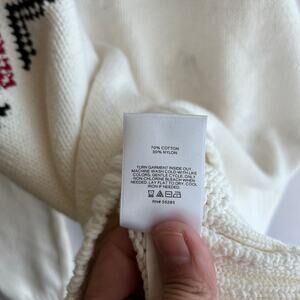 70% COTTON
30% NYLON
TURN GARMENT INSIDE OUT.
MACHINE WASH COLD WITH LIKE
COLORS. GENTLE CYCLE. ONLY
NON-CHLORINE BLEACH WHEN
NEEDED. LAY FLAT TO DRY. COOL
IRON IF NEEDED.
RN# 55285